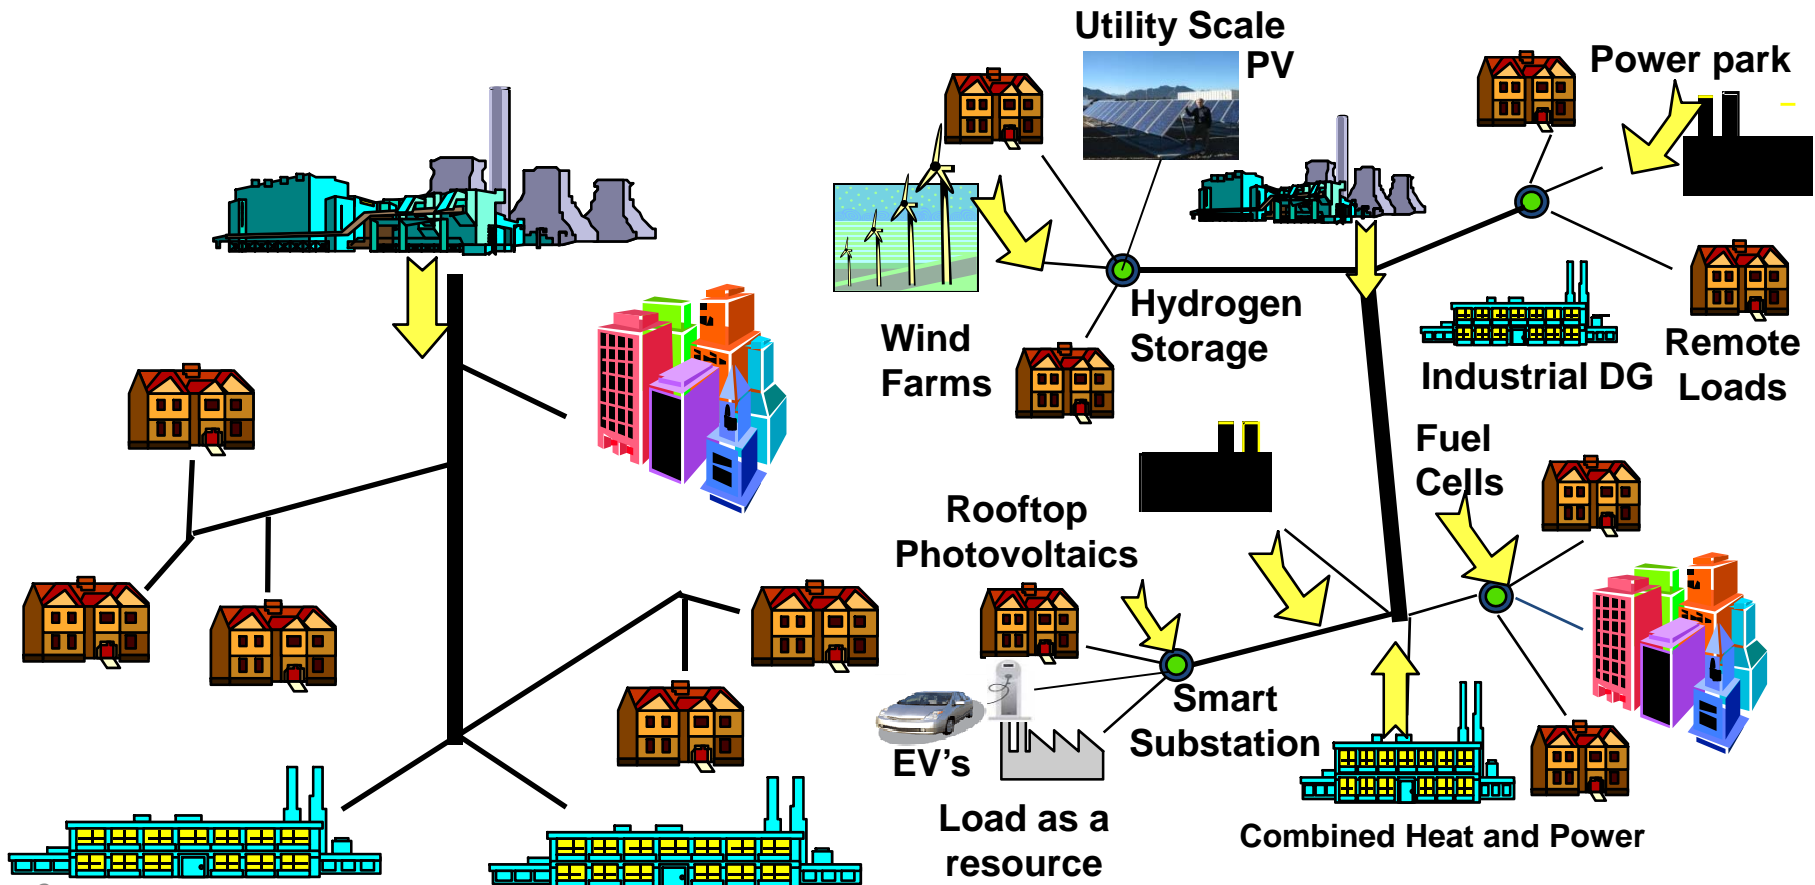 Utility Scale
PV
Power park
Hydrogen
Storage
Wind
Farms
Industrial DG
Remote
Loads
Fuel
Cells
Rooftop
Photovoltaics
Smart
Substation
EV's
Load as a
resource
Combined Heat and Power